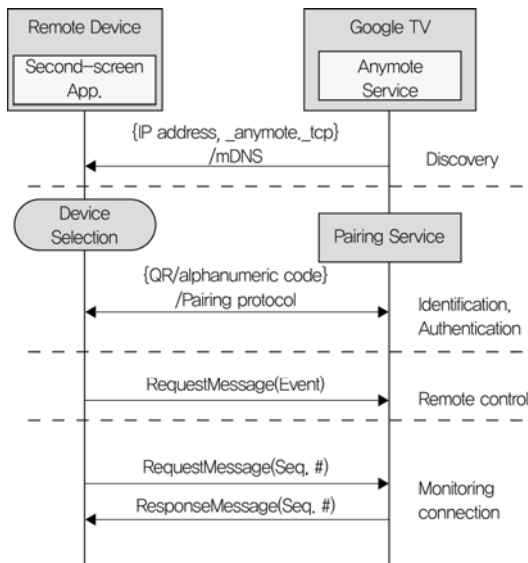 Remote Device
Google TV
Second-screen
App.
Anymote
Service
{IP address, _anymote._tcp}
/mDNS
Discovery
Device
Selection
Pairing Service
{QR/alphanumeric code}
/Pairing protocol
Identification,
Authentication
RequestMessage(Event)
Remote control
RequestMessage(Seq. #)
ResponseMessage(Seq. #)
Monitoring
connection